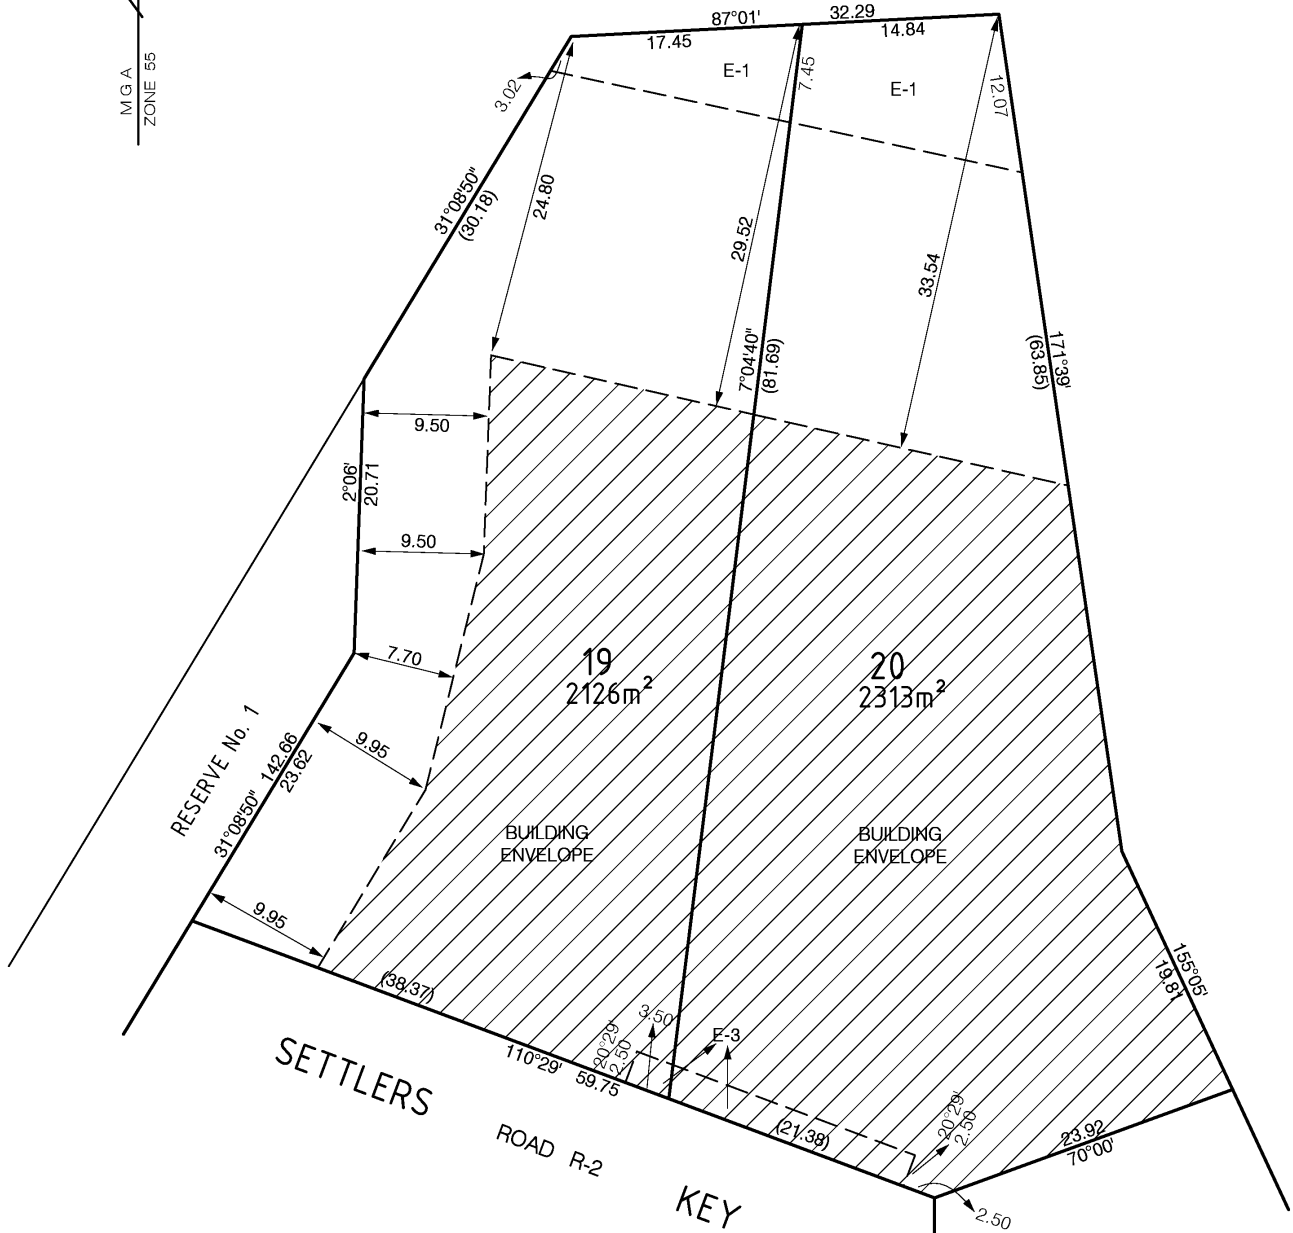 M G A
ZONE 55
87°01'
32.29
17.45
14.84
E-1
E-1
3.02
7.45
12.07
31°08'50"
(30.18)
24.80
29.52
33.54
7°04'40"
(81.69)
171°39'
(63.85)
9.50
2°06'
20.71
9.50
7.70
19
2126m²
20
2313m²
RESERVE No. 1
31°08'50" 142.66
23.62
9.95
BUILDING
ENVELOPE
BUILDING
ENVELOPE
9.95
155°05'
19.81
(38.37)
110°29' 59.75
20°29'
2.50
3.50
E-3
(21.38)
20°29'
2.50
23.92
70°00'
2.50
SETTLERS
ROAD R-2
KEY